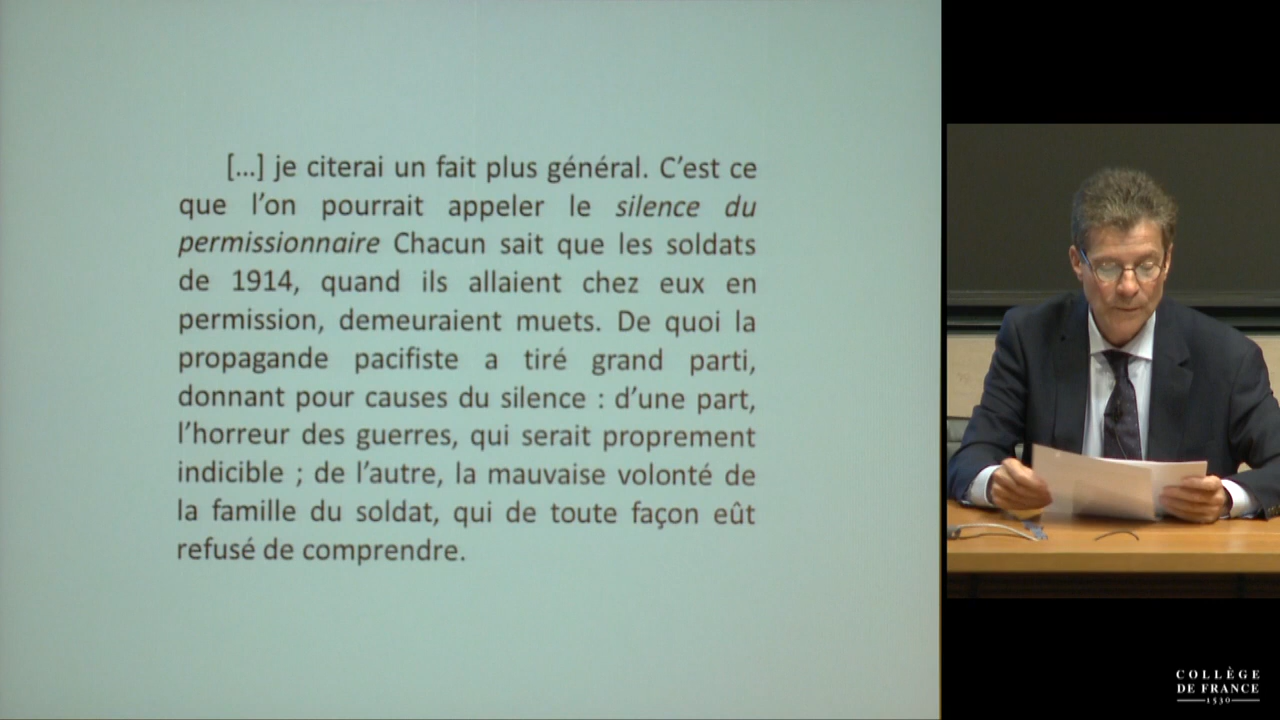 [...] je citerai un fait plus général. C’est ce
que l’on pourrait appeler le silence du
permissionnaire Chacun sait que les soldats
de 1914, quand ils allaient chez eux en
permission, demeuraient muets. De quoi la
propagande pacifiste a tiré grand parti,
donnant pour causes du silence : d’une part,
l’horreur des guerres, qui serait proprement
indicible ; de l’autre, la mauvaise volonté de
la famille du soldat, qui de toute façon eût
refusé de comprendre.
COLLÈGE
DE FRANCE
1530